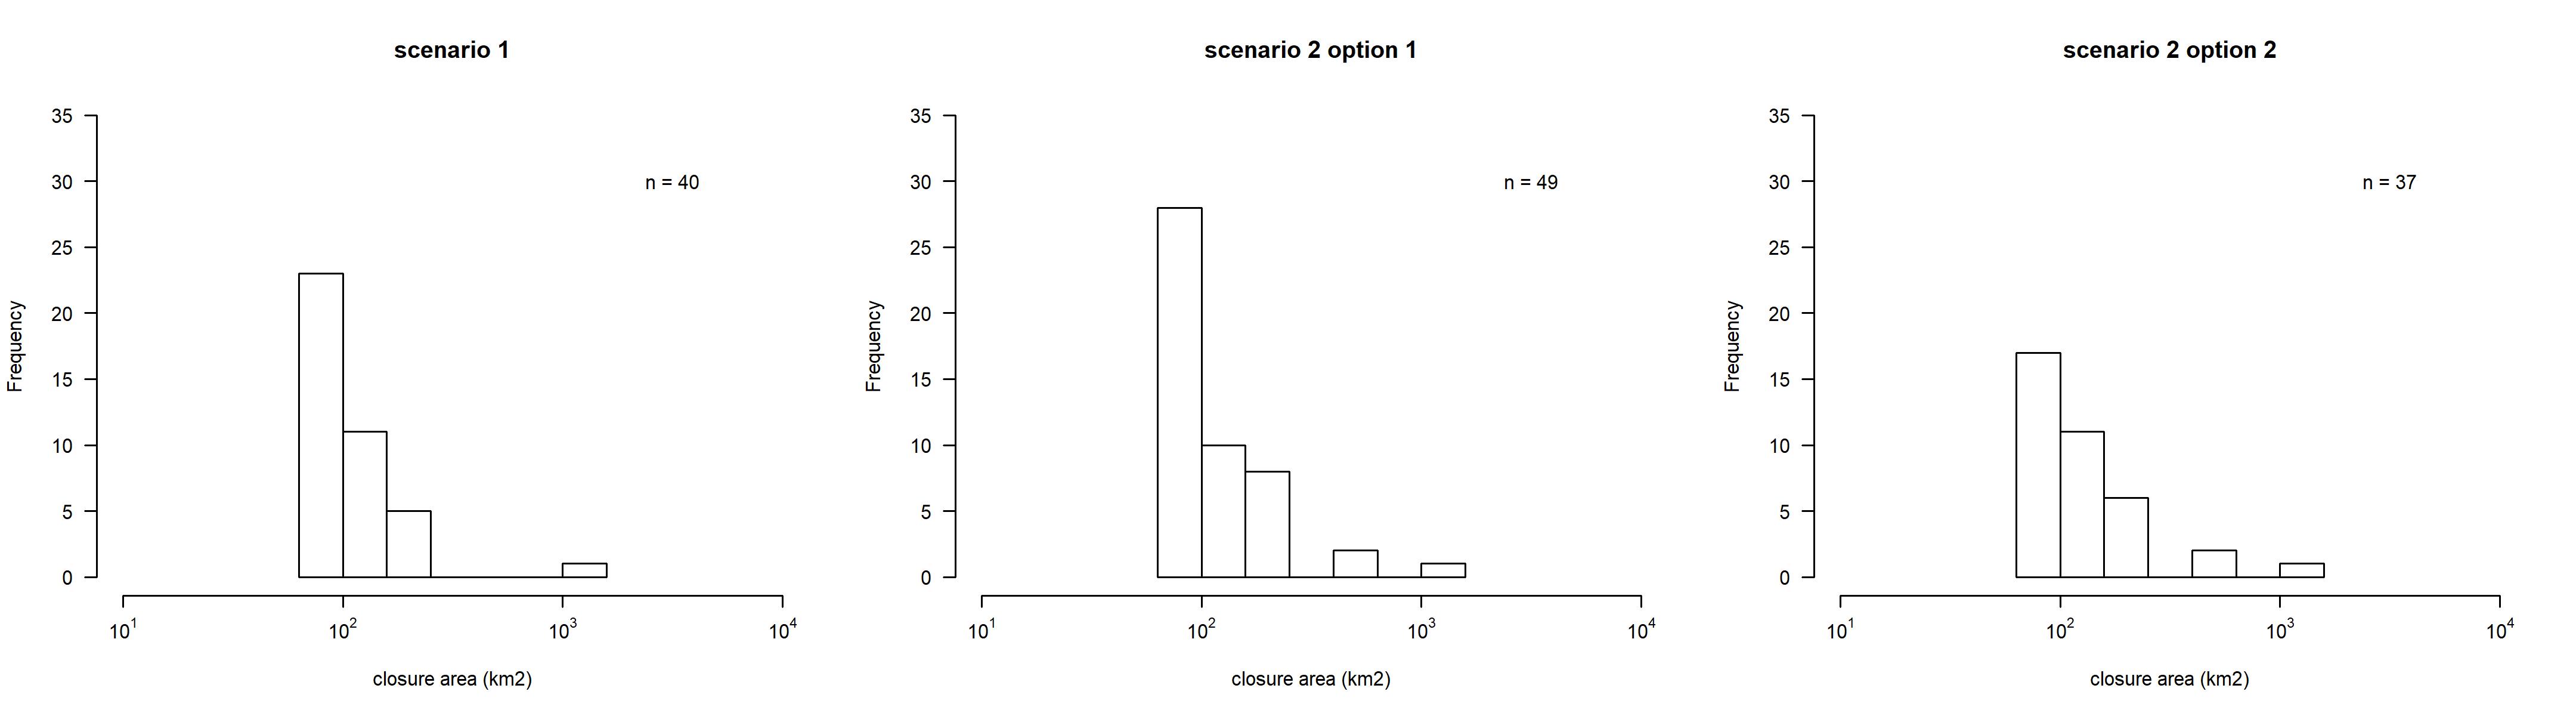 scenario 1
35
30
25
20
15
10
5
0
Frequency
n = 40
10¹ 10² 10³ 10⁴
closure area (km2)
scenario 2 option 1
35
30
25
20
15
10
5
0
Frequency
n = 49
10¹ 10² 10³ 10⁴
closure area (km2)
scenario 2 option 2
35
30
25
20
15
10
5
0
Frequency
n = 37
10¹ 10² 10³ 10⁴
closure area (km2)